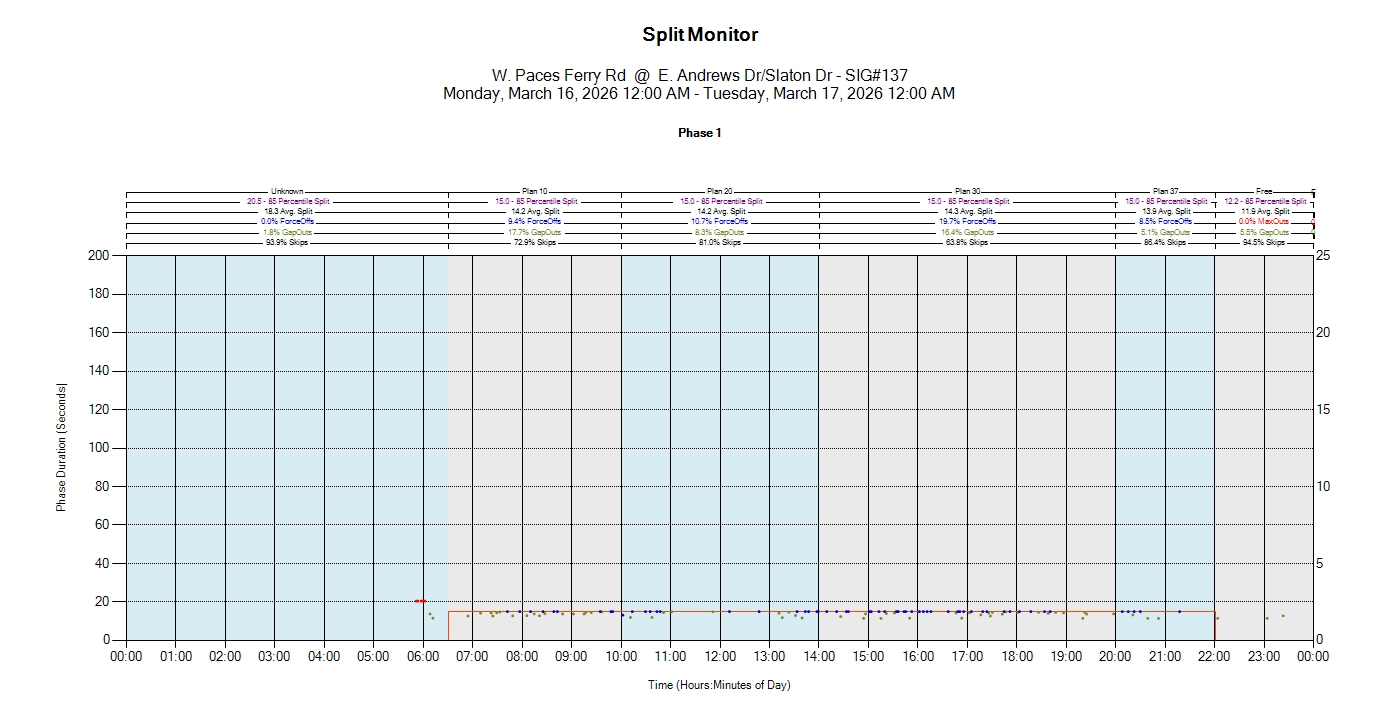 Split Monitor
W. Paces Ferry Rd @ E. Andrews Dr/Slaton Dr - SIG#137
Monday, March 16, 2026 12:00 AM - Tuesday, March 17, 2026 12:00 AM
Phase 1
Unknown Plan 10 Plan 20 Plan 30 Plan 37 Free
20.5 - 85 Percentile Split 15.0 - 85 Percentile Split 15.0 - 85 Percentile Split 15.0 - 85 Percentile Split 15.0 - 85 Percentile Split 12.2 - 85 Percentile Split
18.3 Avg. Split 14.2 Avg. Split 14.2 Avg. Split 14.3 Avg. Split 13.9 Avg. Split 11.9 Avg. Split
0.0% ForceOffs 9.4% ForceOffs 10.7% ForceOffs 19.7% ForceOffs 8.5% ForceOffs 0.0% MaxOuts
1.8% GapOuts 17.7% GapOuts 8.3% GapOuts 16.4% GapOuts 5.1% GapOuts 5.5% GapOuts
93.9% Skips 72.9% Skips 81.0% Skips 63.8% Skips 86.4% Skips 94.5% Skips
200 25
180
160 20
140
120 15
100
80 10
60
40 5
20
0 0
Phase Duration (Seconds)
00:00 01:00 02:00 03:00 04:00 05:00 06:00 07:00 08:00 09:00 10:00 11:00 12:00 13:00 14:00 15:00 16:00 17:00 18:00 19:00 20:00 21:00 22:00 23:00 00:00
Time (Hours:Minutes of Day)